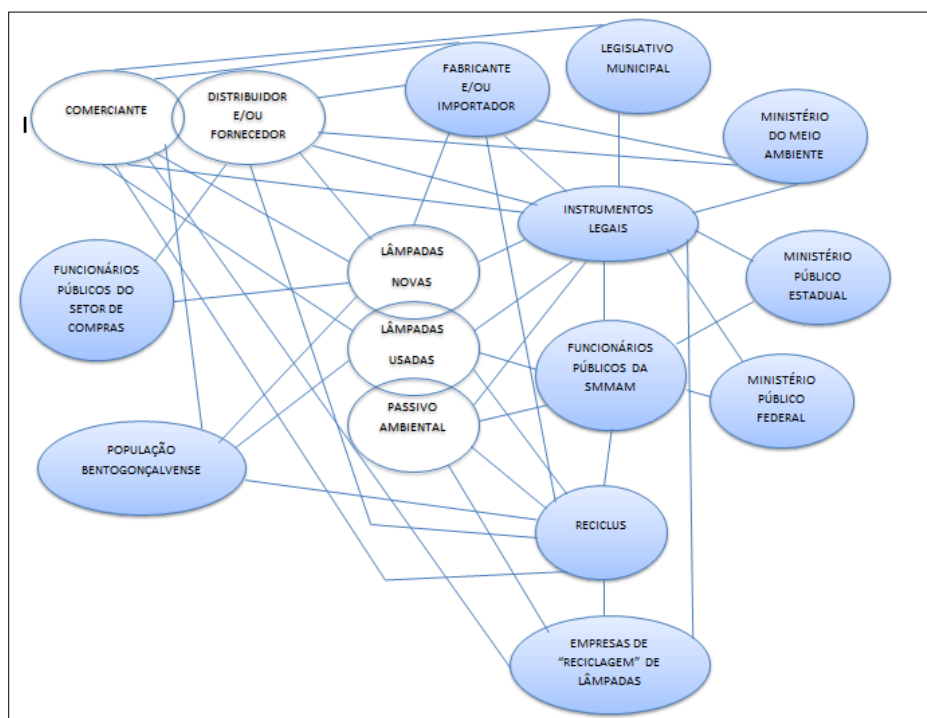 LEGISLATIVO
MUNICIPAL
FABRICANTE
E/OU
IMPORTADOR
COMERCIANTE
DISTRIBUIDOR
E/OU
FORNECEDOR
MINISTÉRIO
DO MEIO
AMBIENTE
INSTRUMENTOS
LEGAIS
FUNCIONÁRIOS
PÚBLICOS DO
SETOR DE
COMPRAS
LÂMPADAS
NOVAS
MINISTÉRIO
PÚBLICO
ESTADUAL
LÂMPADAS
USADAS
FUNCIONÁRIOS
PÚBLICOS DA
SMMAM
MINISTÉRIO
PÚBLICO
FEDERAL
PASSIVO
AMBIENTAL
POPULAÇÃO
BENTOGONÇALVENSE
RECICLUS
EMPRESAS DE
"RECICLAGEM" DE
LÂMPADAS